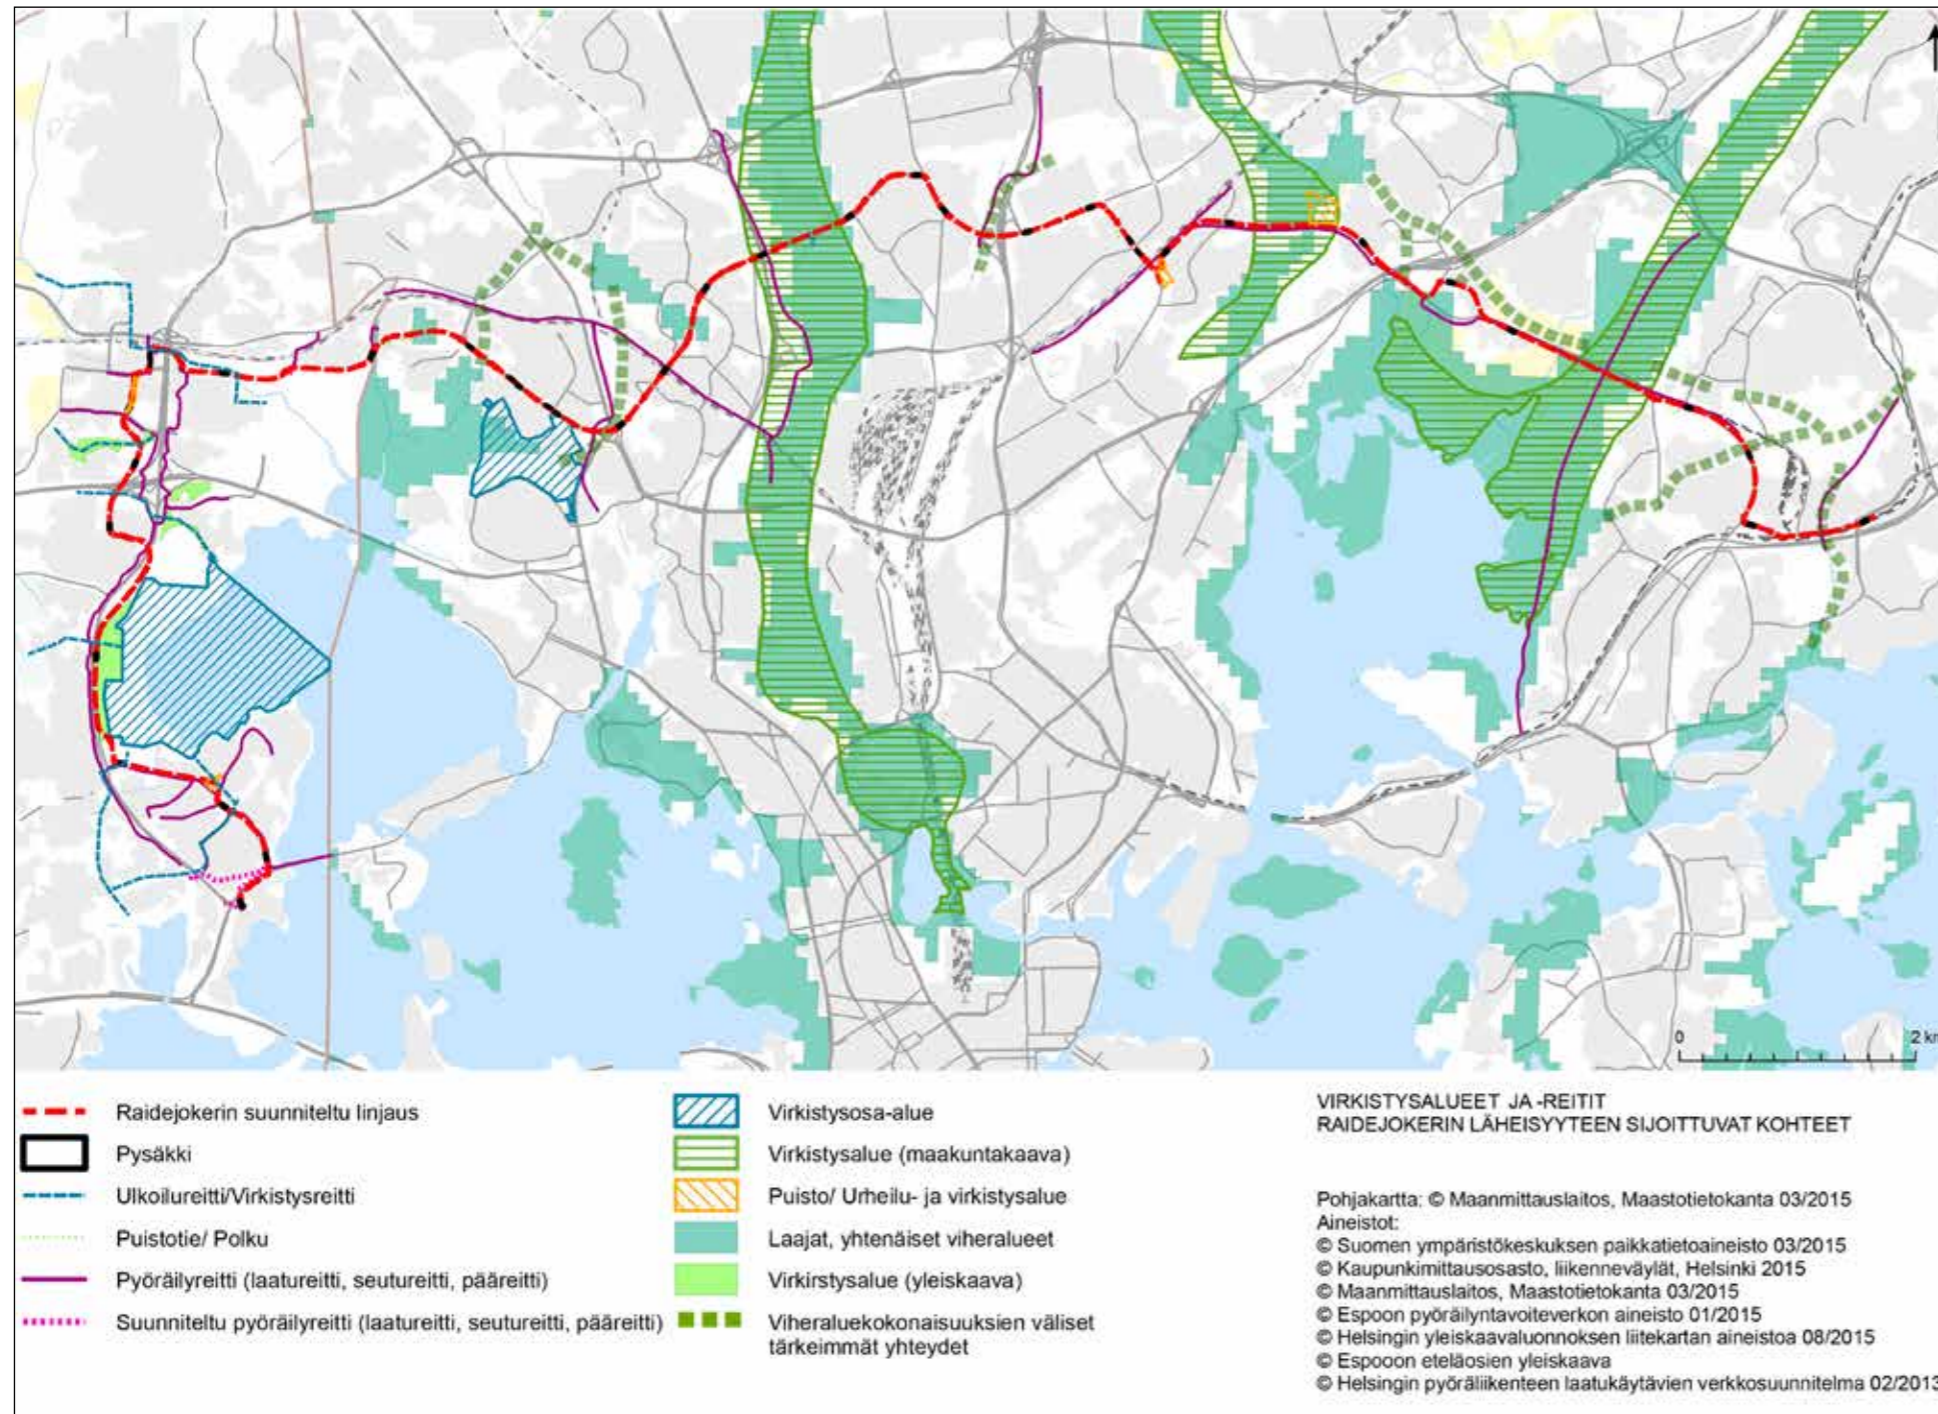 0 2 km
Raidejokerin suunniteltu linjaus
Pysäkki
Ulkoilureitti/Virkistysreitti
Puistotie/ Polku
Pyöräilyreitti (laatureitti, seutureitti, pääreitti)
Suunniteltu pyöräilyreitti (laatureitti, seutureitti, pääreitti)
Virkistysosa-alue
Virkistysalue (maakuntakaava)
Puisto/ Urheilu- ja virkistysalue
Laajat, yhtenäiset viheralueet
Virkirstysalue (yleiskaava)
Viheraluekokonaisuuksien väliset
tärkeimmät yhteydet
VIRKISTYSALUEET JA -REITIT
RAIDEJOKERIN LÄHEISYYTEEN SIJOITTUVAT KOHTEET
Pohjakartta: © Maanmittauslaitos, Maastotietokanta 03/2015
Aineistot:
© Suomen ympäristökeskuksen paikkatietoaineisto 03/2015
© Kaupunkimittausosasto, liikenneväylät, Helsinki 2015
© Maanmittauslaitos, Maastotietokanta 03/2015
© Espoon pyöräilyntavoiteverkon aineisto 01/2015
© Helsingin yleiskaavaluonnoksen liitekartan aineistoa 08/2015
© Espooon eteläosien yleiskaava
© Helsingin pyöräliikenteen laatukäytävien verkkosuunnitelma 02/2013